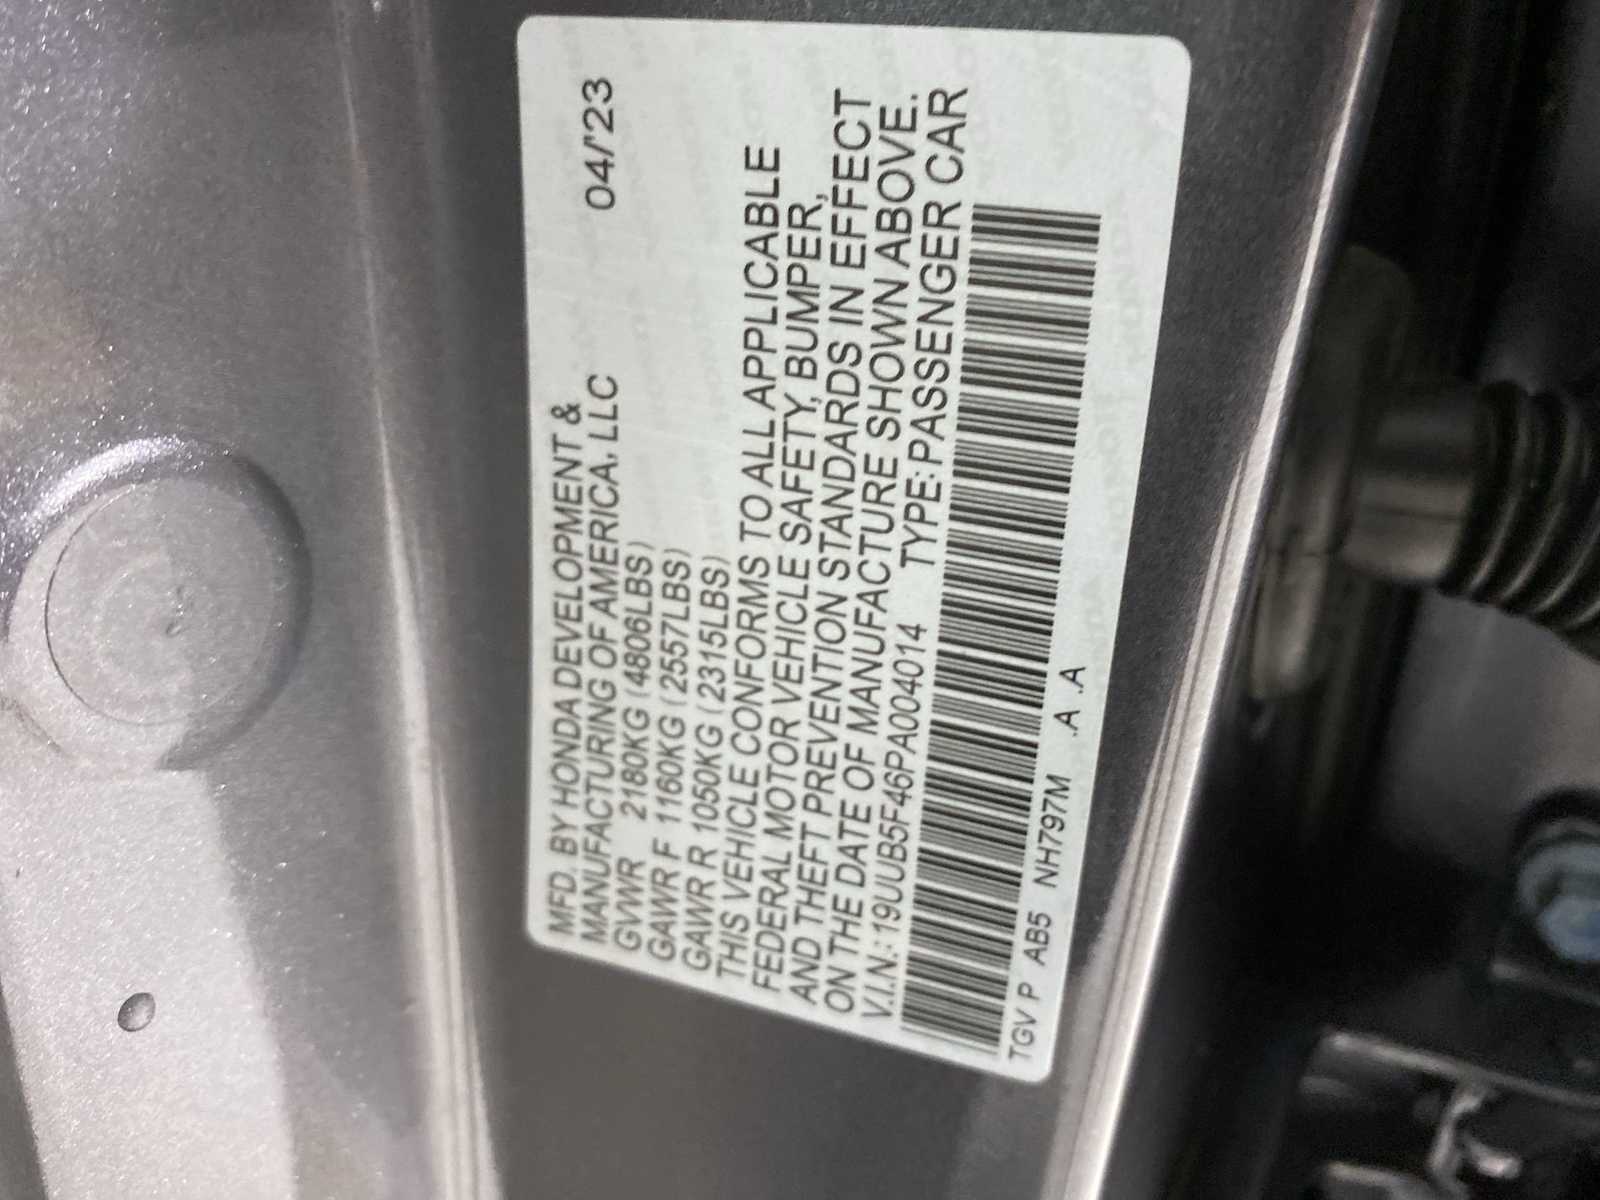 MFD. BY HONDA DEVELOPMENT &
MANUFACTURING OF AMERICA, LLC 04/'23
GVWR 2180KG (4806LBS)
GAWR F 1160KG (2557LBS)
GAWR R 1050KG (2315LBS)
THIS VEHICLE CONFORMS TO ALL APPLICABLE
FEDERAL MOTOR VEHICLE SAFETY, BUMPER,
AND THEFT PREVENTION STANDARDS IN EFFECT
ON THE DATE OF MANUFACTURE SHOWN ABOVE.
V.I.N.: 19UUB5F46PA004014 TYPE: PASSENGER CAR
TGV P AB5 NH797M .A .A